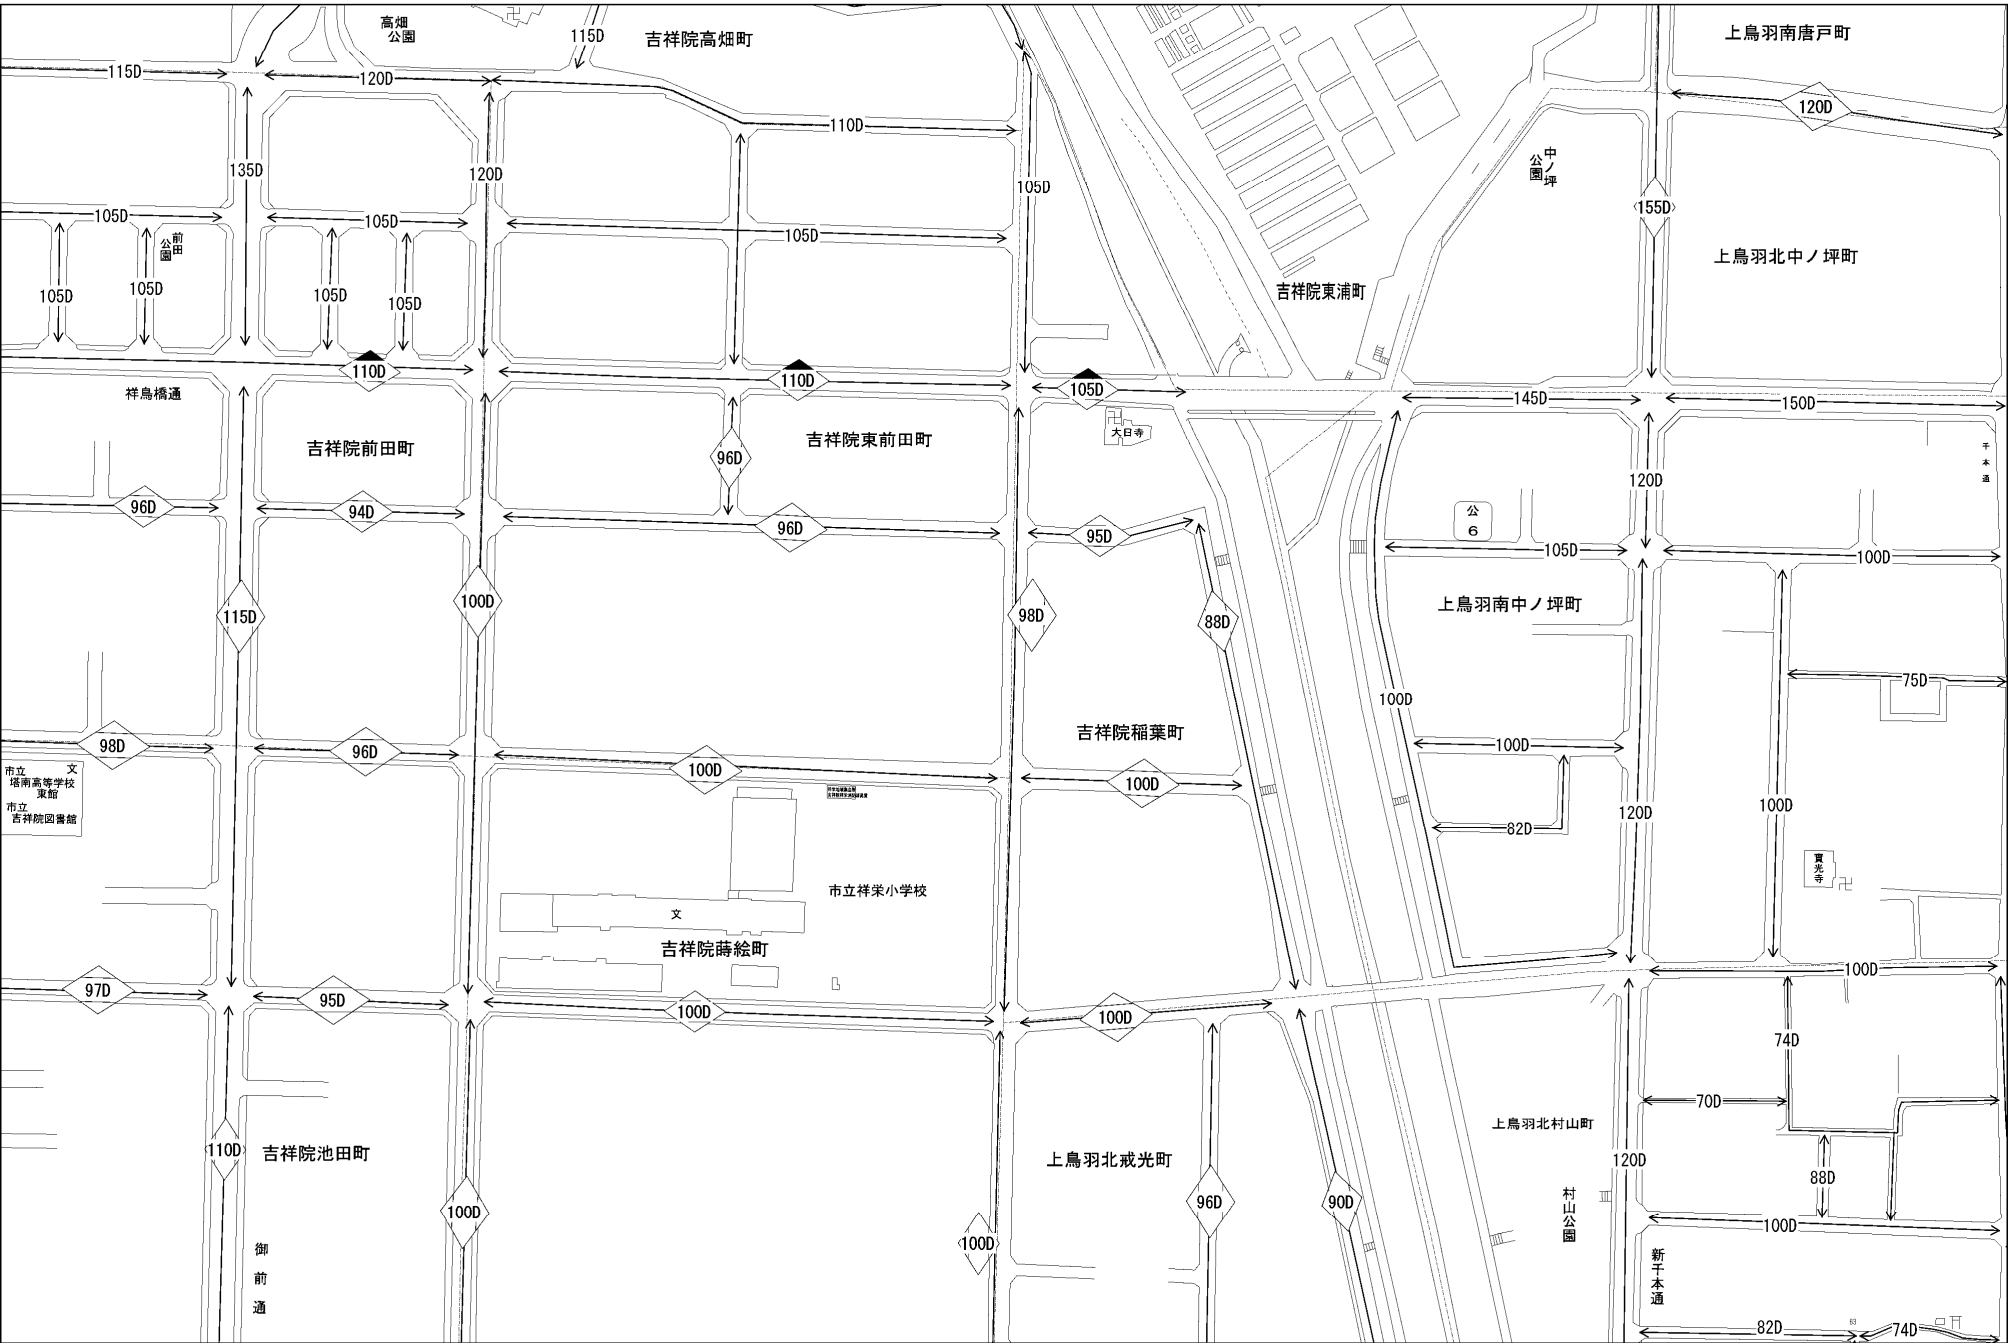 高畑
公園
吉祥院高畑町
115D
上鳥羽南唐戸町
115D
120D
110D
120D
中ノ坪
公園
135D
120D
105D
155D
105D
105D
105D
前田
公園
上鳥羽北中ノ坪町
吉祥院東浦町
105D
105D
105D
105D
110D
110D
105D
145D
150D
祥鳥橋通
吉祥院前田町
吉祥院東前田町
大日寺
千本通
96D
120D
96D
94D
96D
95D
公
6
105D
100D
115D
100D
98D
88D
上鳥羽南中ノ坪町
75D
100D
吉祥院稲葉町
98D
96D
100D
100D
100D
市立
塔南高等学校
東館
文
市立
吉祥院図書館
82D
120D
100D
市立祥栄小学校
文
寶光寺
吉祥院蒔絵町
97D
95D
100D
100D
100D
74D
70D
110D
吉祥院池田町
上鳥羽北戒光町
上鳥羽北村山町
120D
88D
100D
100D
96D
90D
村山公園
100D
御前通
新千本通
82D
63
74D